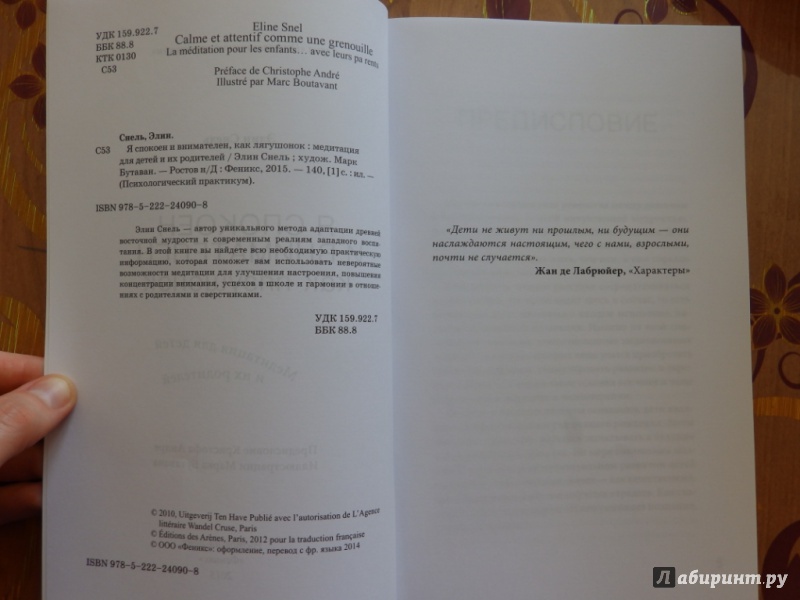 УДК 159.922.7
ББК 88.8
КТК 0130
С53
Eline Snel
Calme et attentif comme une grenouille
La méditation pour les enfants... avec leurs parents
Préface de Christophe André
Illustré par Marc Boutavant
Снель, Элин.
С53 Я спокоен и внимателен, как лягушонок : медитация
для детей и их родителей / Элин Снель ; худож. Марк
Бутаван. — Ростов н/Д : Феникс, 2015. — 140, [1] с. : ил. —
(Психологический практикум).
ISBN 978-5-222-24090-8
Элин Снель — автор уникального метода адаптации древней
восточной мудрости к современным реалиям западного воспи-
тания. В этой книге вы найдете всю необходимую практическую
информацию, которая поможет вам использовать невероятные
возможности медитации для улучшения настроения, повышения
концентрации внимания, успехов в школе и гармонии в отноше-
ниях с родителями и сверстниками.
УДК 159.922.7
ББК 88.8
© 2010, Uitgeverij Ten Have Publié avec l'autorisation de L'Agence
littéraire Wandel Cruse, Paris
© Éditions des Arènes, Paris, 2012 pour la traduction française
© ООО «Феникс»: оформление, перевод с фр. языка 2014
ISBN 978-5-222-24090-8
«Дети не живут ни прошлым, ни будущим — они
наслаждаются настоящим, чего с нами, взрослыми,
почти не случается».
Жан де Лабрюйер, «Характеры»
Лабиринт.ру